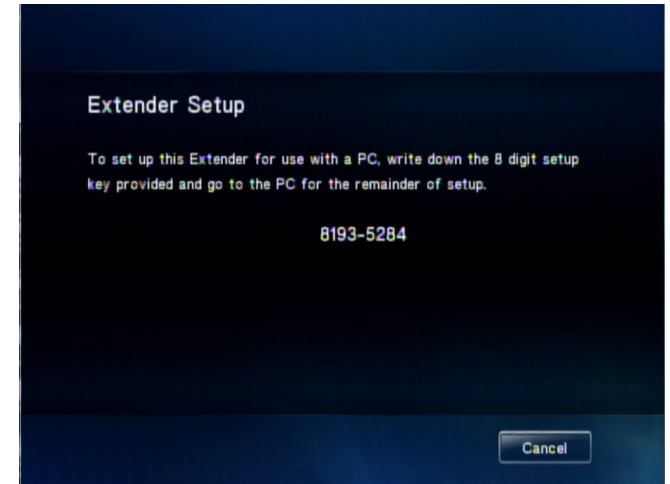 Extender Setup
To set up this Extender for use with a PC, write down the 8 digit setup
key provided and go to the PC for the remainder of setup.
8193-5284
Cancel